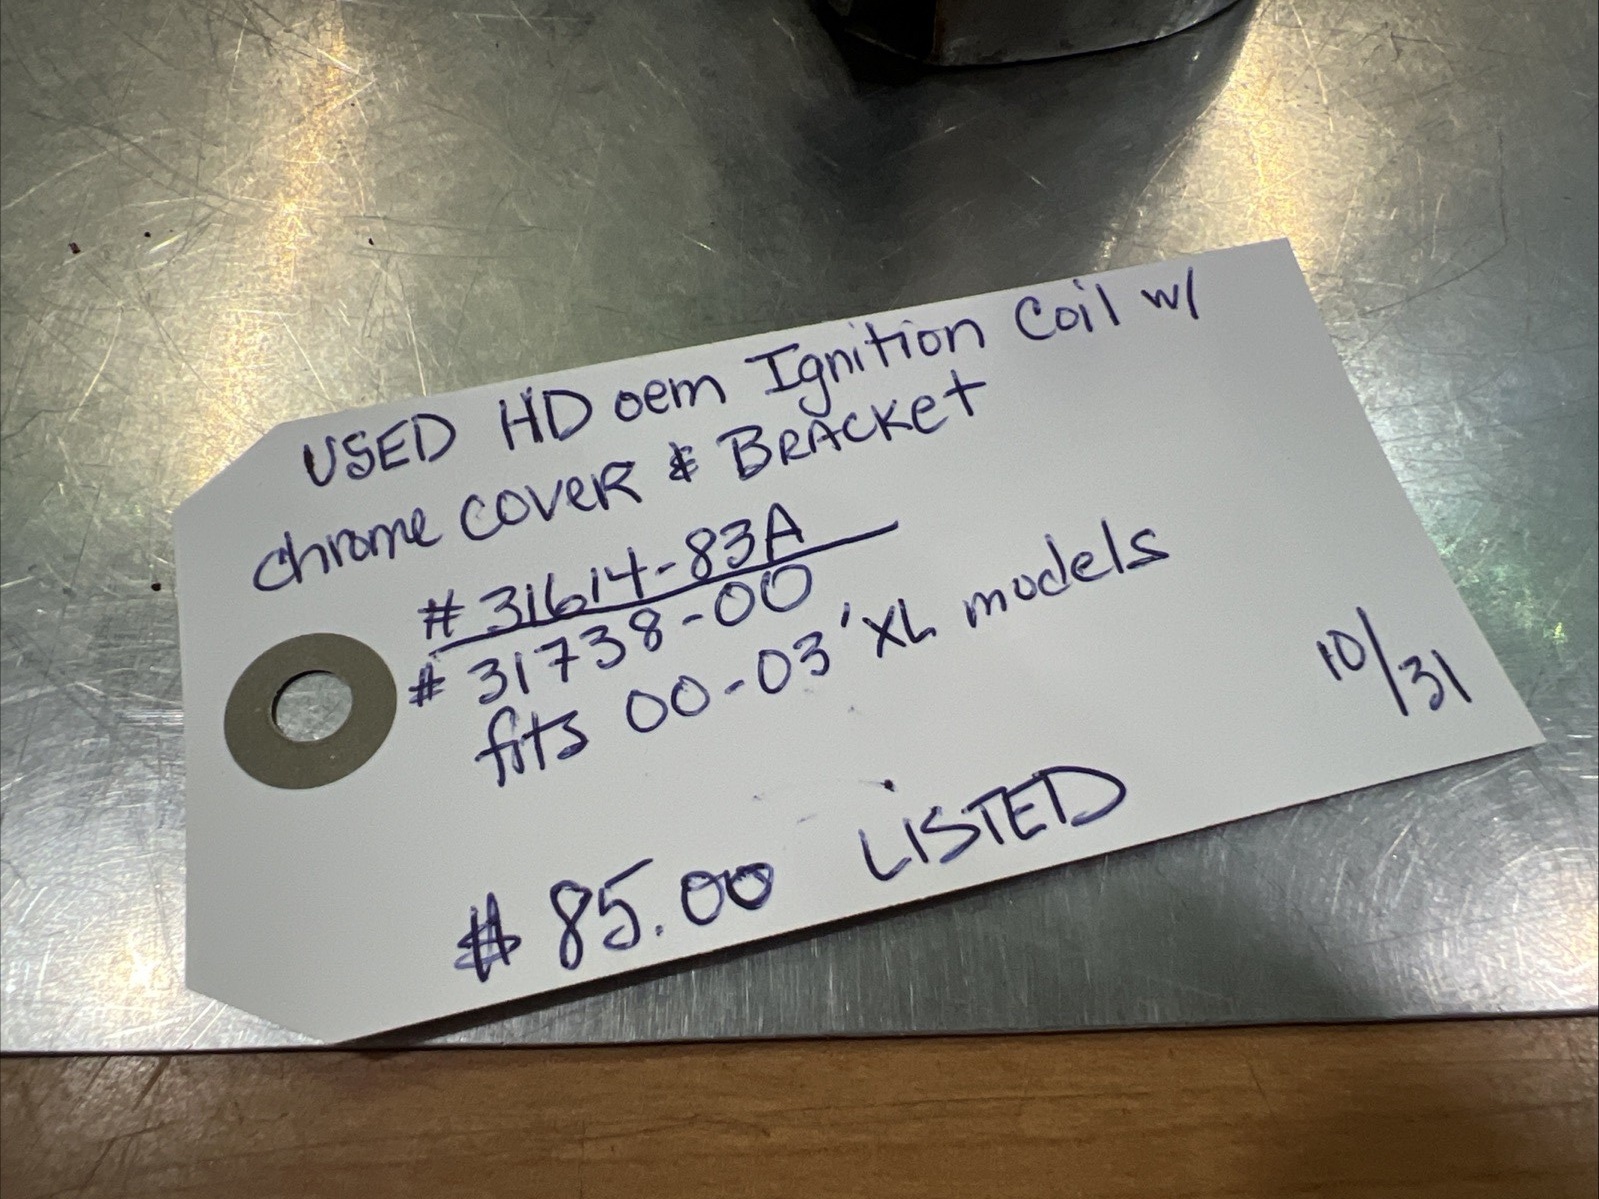 USED HD oem Ignition Coil w/
chrome COVER & BRACKET
# 31614-83A
# 31738-00
fits 00-03' XL models
10/31
$ 85.00 LISTED